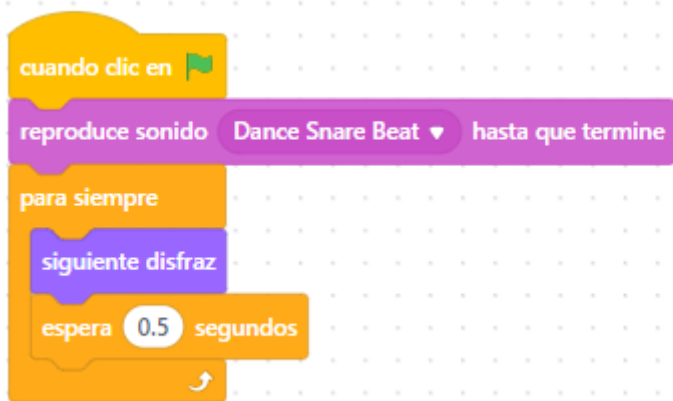 cuando clic en
reproduce sonido Dance Snare Beat hasta que termine
para siempre
siguiente disfraz
espera 0.5 segundos